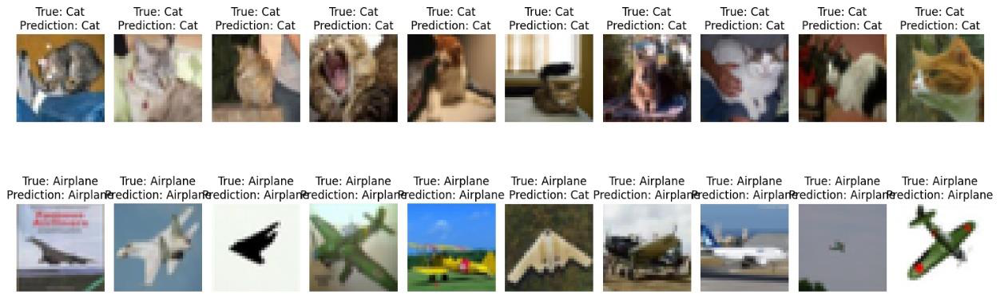 True: Cat True: Cat True: Cat True: Cat True: Cat True: Cat True: Cat True: Cat True: Cat True: Cat
Prediction: Cat Prediction: Cat Prediction: Cat Prediction: Cat Prediction: Cat Prediction: Cat Prediction: Cat Prediction: Cat Prediction: Cat Prediction: Cat
True: Airplane True: Airplane True: Airplane True: Airplane True: Airplane True: Airplane True: Airplane True: Airplane True: Airplane True: Airplane
Prediction: Airplane Prediction: Airplane Prediction: Airplane Prediction: Airplane Prediction: Airplane Prediction: Cat Prediction: Airplane Prediction: Airplane Prediction: Airplane Prediction: Airplane